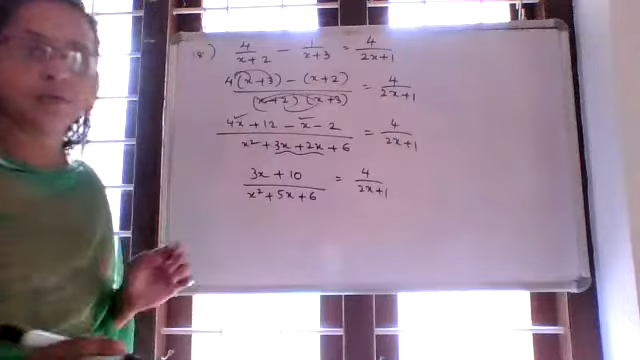 18) 4/(x+2) - 1/(x+3) = 4/(2x+1)
(4(x+3) - (x+2))/((x+2)(x+3)) = 4/(2x+1)
(4x + 12 - x - 2)/(x² + 3x + 2x + 6) = 4/(2x+1)
(3x + 10)/(x² + 5x + 6) = 4/(2x+1)